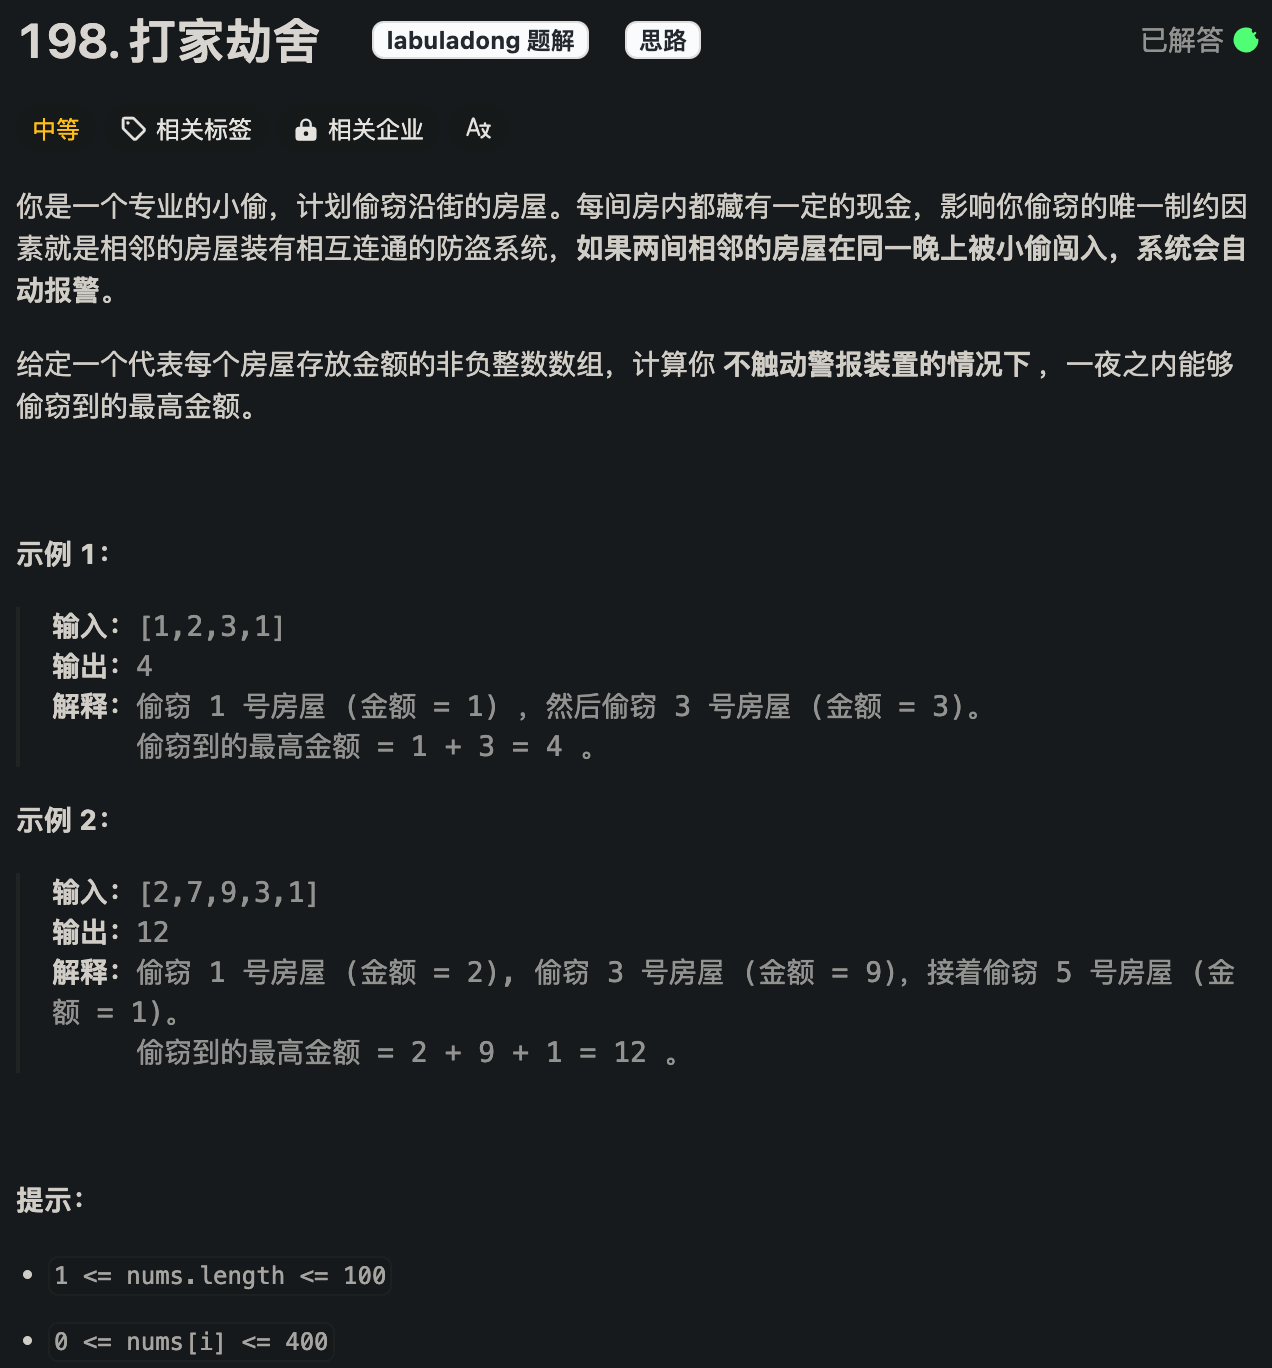 198. 打家劫舍 labuladong 题解 思路 已解答
中等 相关标签 相关企业
你是一个专业的小偷，计划偷窃沿街的房屋。每间房内都藏有一定的现金，影响你偷窃的唯一制约因
素就是相邻的房屋装有相互连通的防盗系统，如果两间相邻的房屋在同一晚上被小偷闯入，系统会自
动报警。
给定一个代表每个房屋存放金额的非负整数数组，计算你 不触动警报装置的情况下 ，一夜之内能够
偷窃到的最高金额。
示例 1：
输入：[1,2,3,1]
输出：4
解释：偷窃 1 号房屋 (金额 = 1) ，然后偷窃 3 号房屋 (金额 = 3)。
偷窃到的最高金额 = 1 + 3 = 4 。
示例 2：
输入：[2,7,9,3,1]
输出：12
解释：偷窃 1 号房屋 (金额 = 2), 偷窃 3 号房屋 (金额 = 9)，接着偷窃 5 号房屋 (金
额 = 1)。
偷窃到的最高金额 = 2 + 9 + 1 = 12 。
提示：
• 1 <= nums.length <= 100
• 0 <= nums[i] <= 400